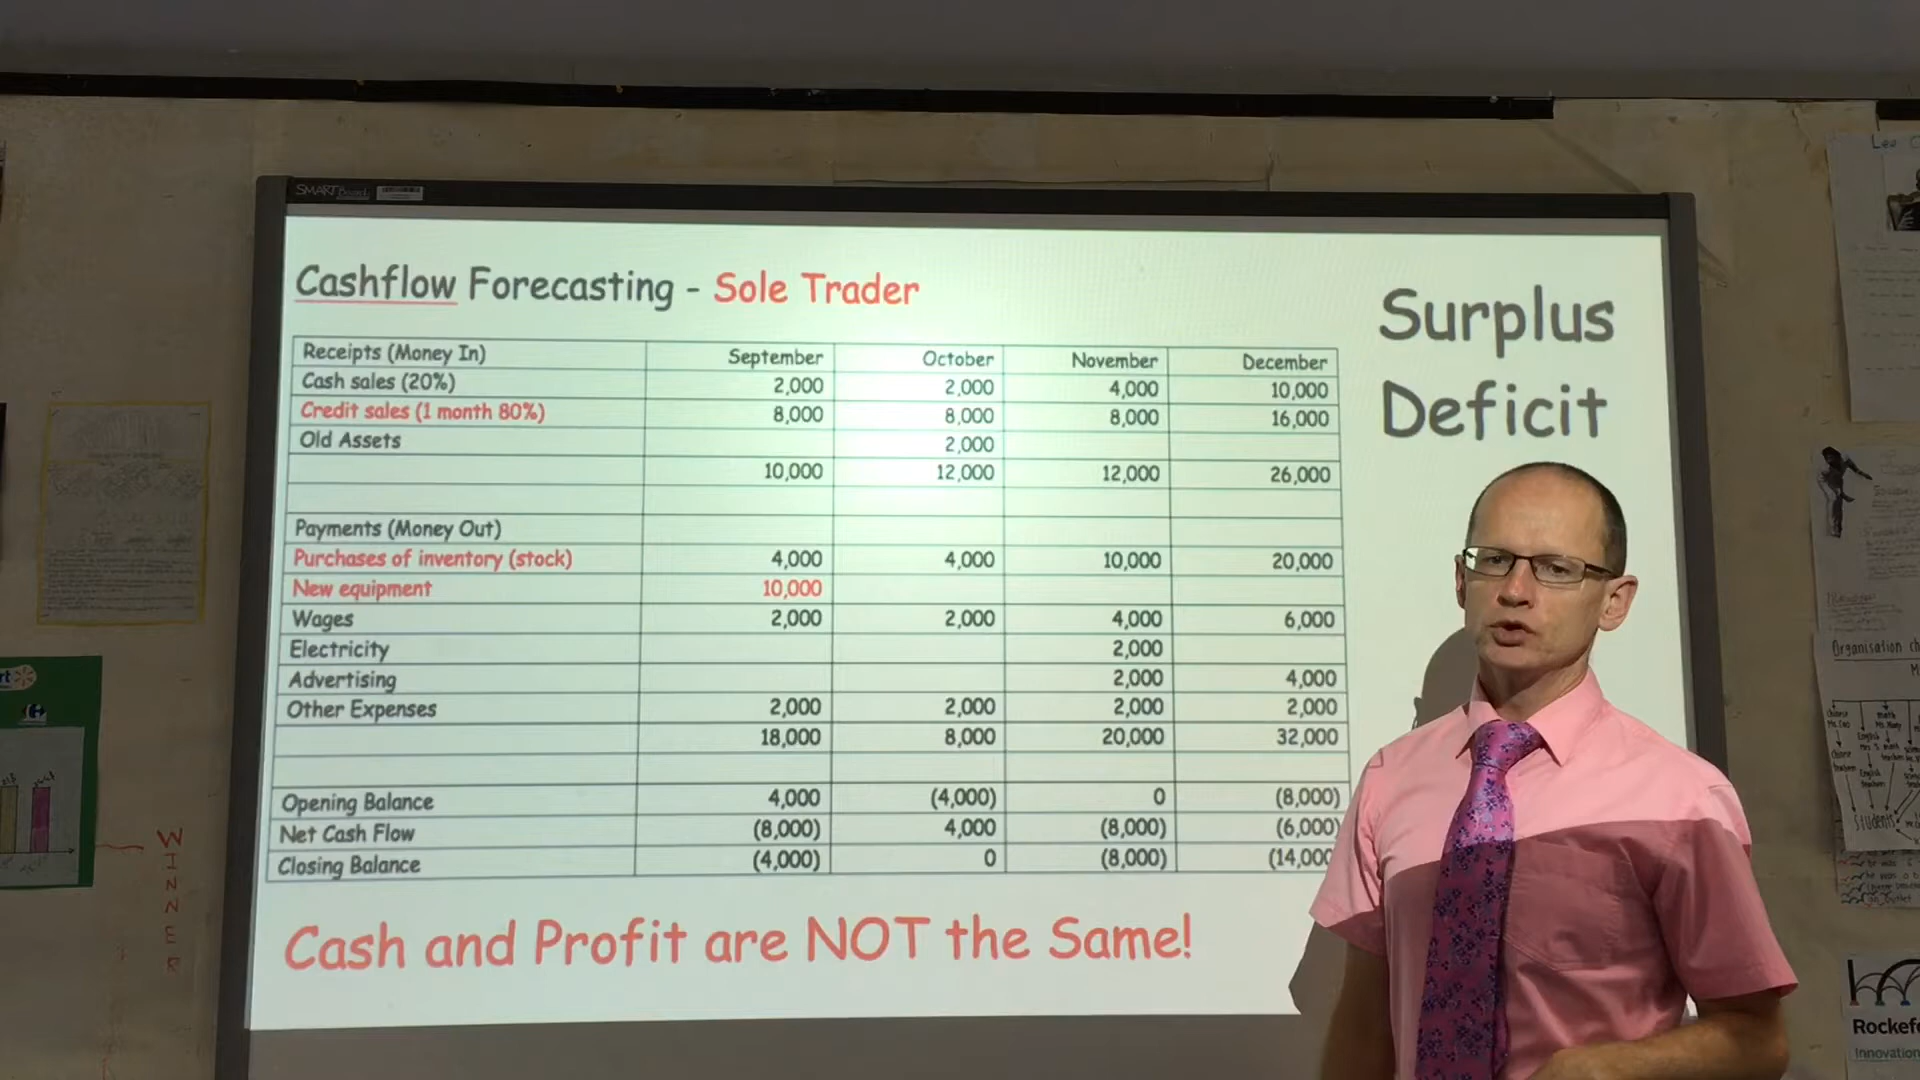 SMART Board
Cashflow Forecasting - Sole Trader
Surplus
Deficit
Receipts (Money In) September October November December
Cash sales (20%) 2,000 2,000 4,000 10,000
Credit sales (1 month 80%) 8,000 8,000 8,000 16,000
Old Assets 2,000
10,000 12,000 12,000 26,000
Payments (Money Out)
Purchases of inventory (stock) 4,000 4,000 10,000 20,000
New equipment 10,000
Wages 2,000 2,000 4,000 6,000
Electricity 2,000
Advertising 2,000 4,000
Other Expenses 2,000 2,000 2,000 2,000
18,000 8,000 20,000 32,000
Opening Balance 4,000 (4,000) 0 (8,000)
Net Cash Flow (8,000) 4,000 (8,000) (6,000)
Closing Balance (4,000) 0 (8,000) (14,000
Cash and Profit are NOT the Same!
WINNER
Organisation ch
Students
Rockefe
Innovation